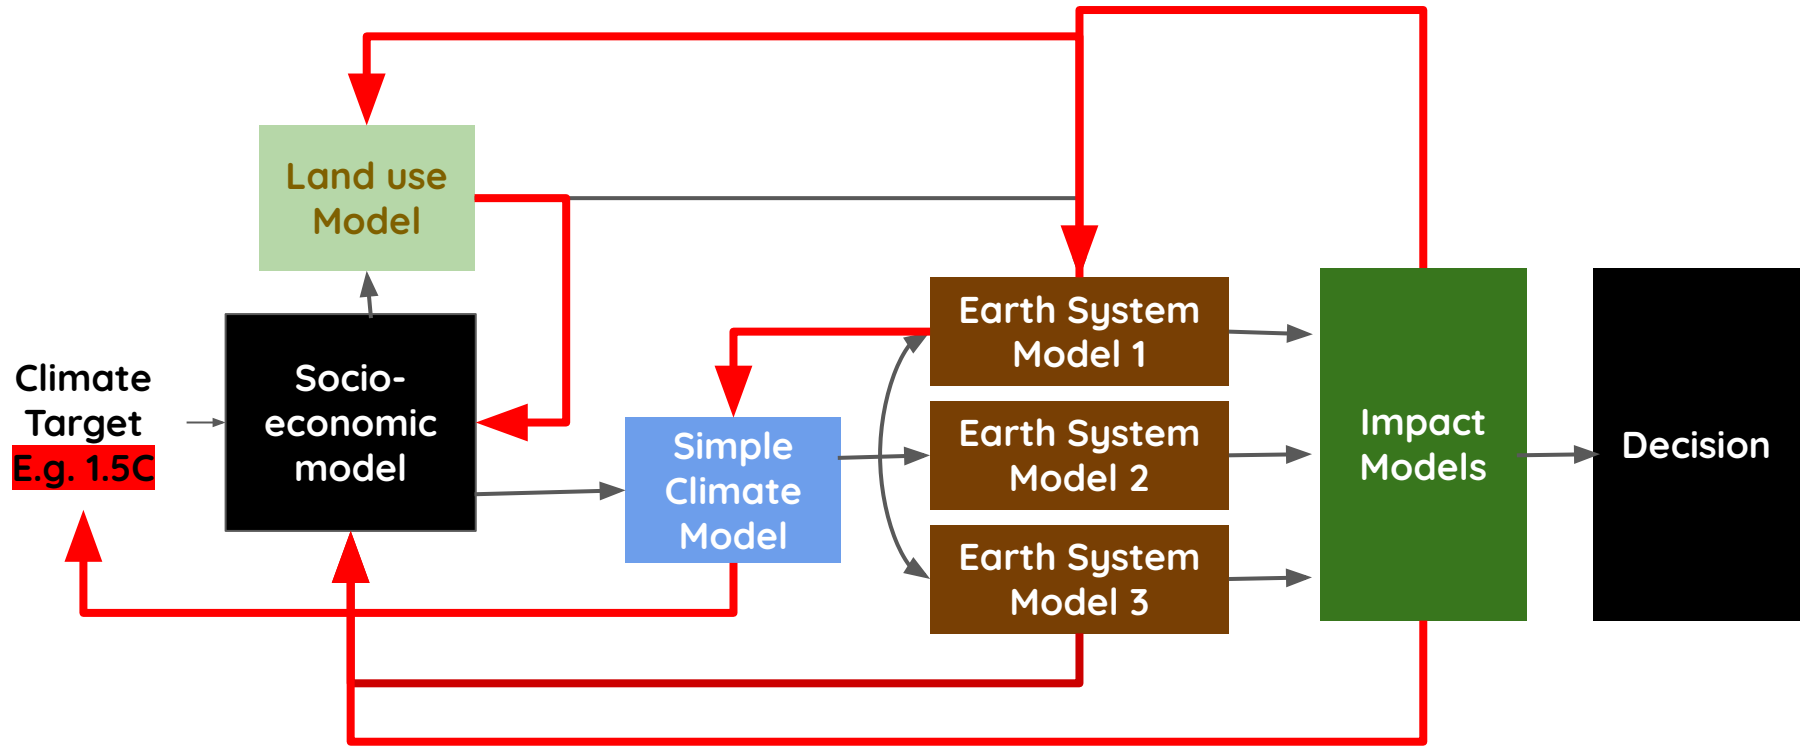 Land use
Model
Climate
Target
E.g. 1.5C
Socio-
economic
model
Simple
Climate
Model
Earth System
Model 1
Earth System
Model 2
Earth System
Model 3
Impact
Models
Decision